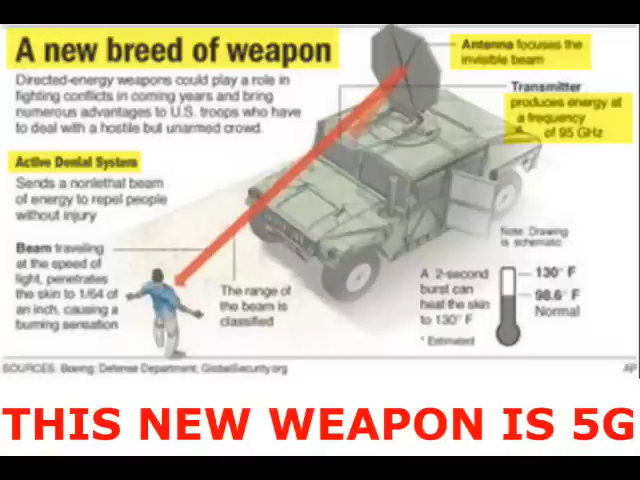 A new breed of weapon
Directed-energy weapons could play a role in
fighting conflicts in coming years and bring
numerous advantages to U.S. troops who have
to deal with a hostile but unarmed crowd.
Active Denial System
Sends a nonlethal beam
of energy to repel people
without injury
Beam traveling
at the speed of
light, penetrates
the skin to 1/64 of
an inch, causing a
burning sensation
The range of
the beam is
classified
Antenna focuses the
invisible beam
Transmitter
produces energy at
a frequency
of 95 GHz
Note: Drawing
is schematic
A 2-second
burst can
heat the skin
to 130° F
* Estimated
130° F
98.6° F
Normal
SOURCES: Boeing; Defense Department; GlobalSecurity.org
AP
THIS NEW WEAPON IS 5G